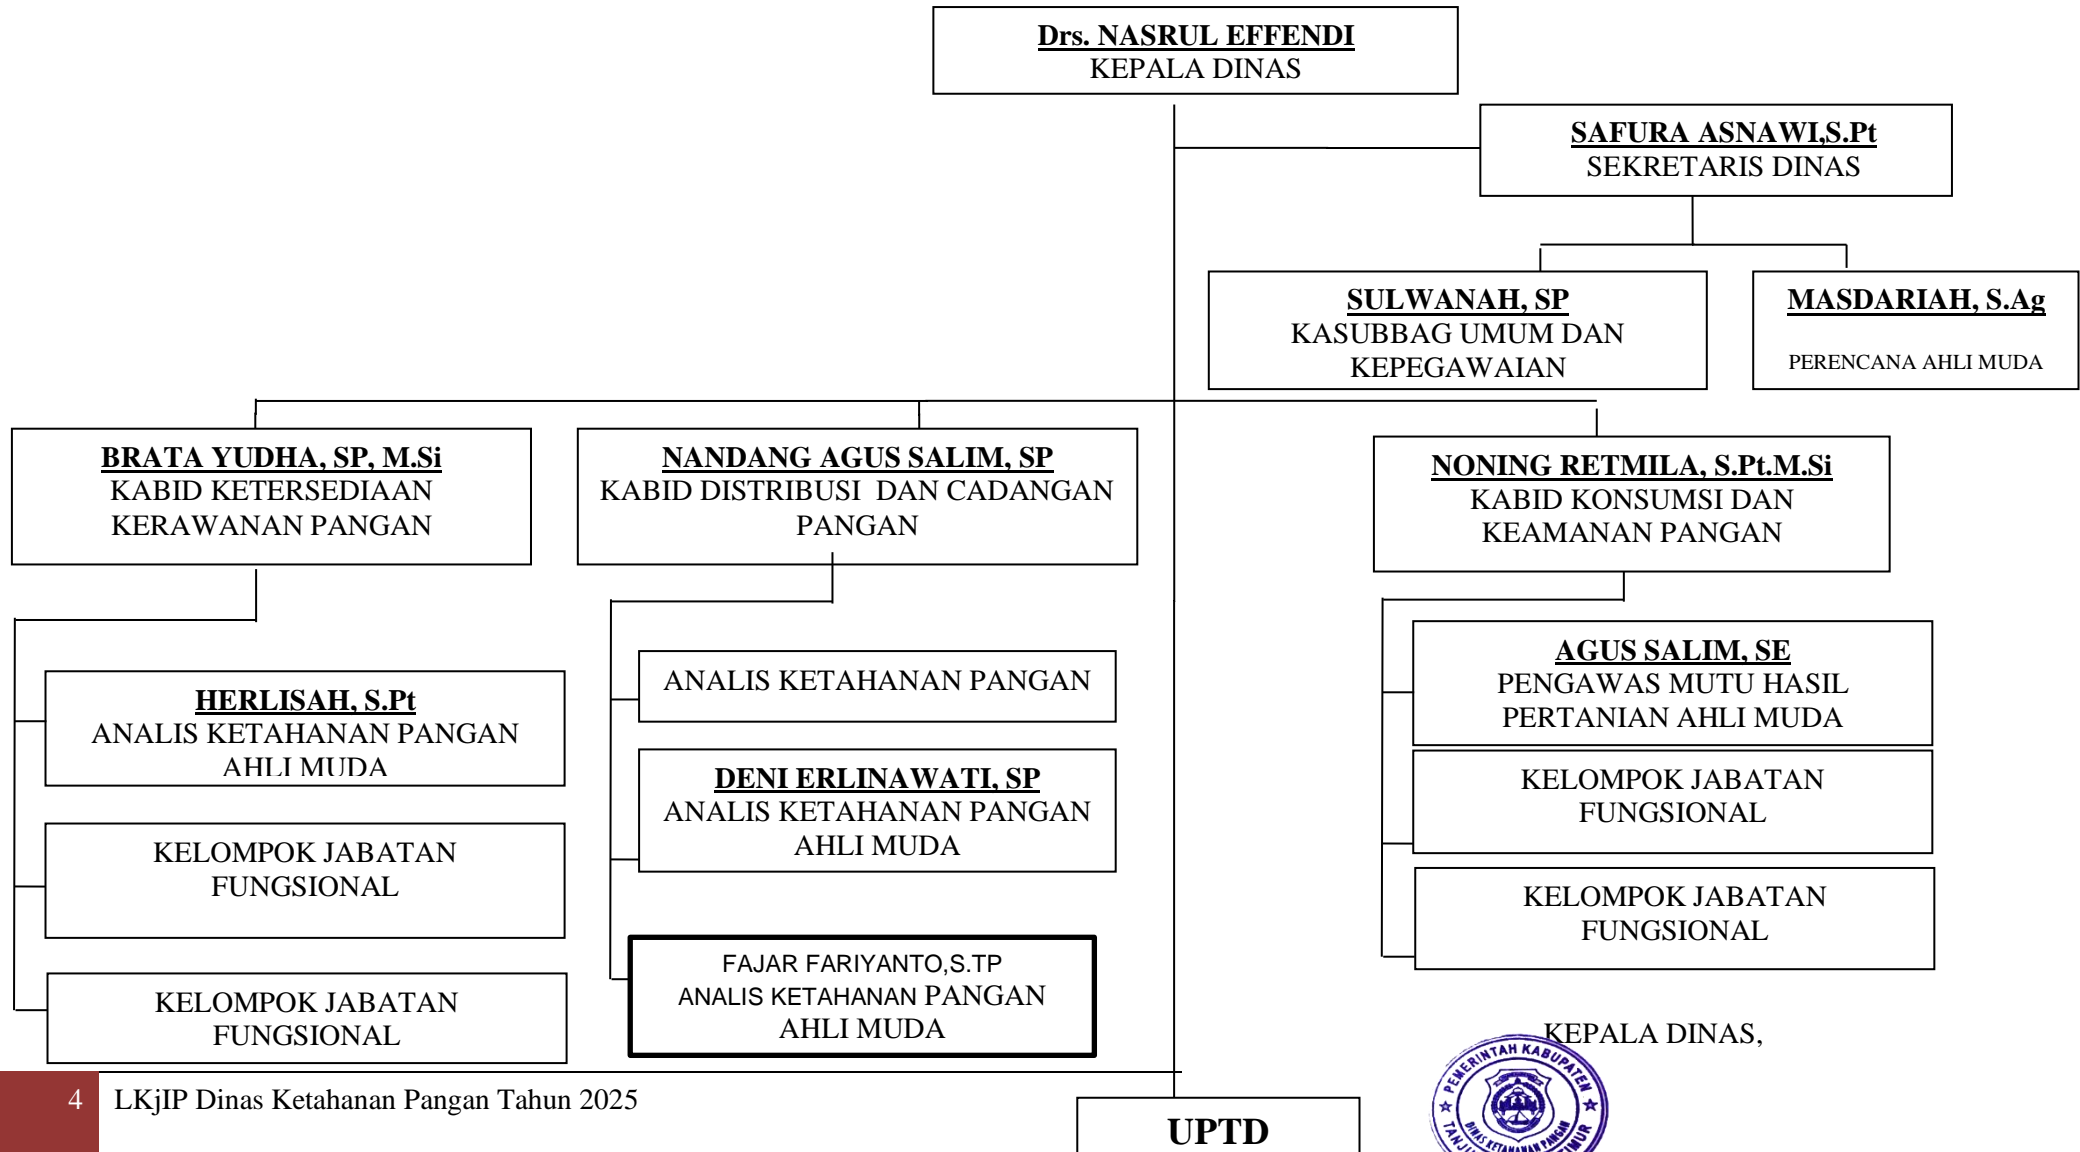 Drs. NASRUL EFFENDI
KEPALA DINAS
SAFURA ASNAWI,S.Pt
SEKRETARIS DINAS
SULWANAH, SP
KASUBBAG UMUM DAN
KEPEGAWAIAN
MASDARIAH, S.Ag
PERENCANA AHLI MUDA
BRATA YUDHA, SP, M.Si
KABID KETERSEDIAAN
KERAWANAN PANGAN
NANDANG AGUS SALIM, SP
KABID DISTRIBUSI DAN CADANGAN
PANGAN
NONING RETMILA, S.Pt.M.Si
KABID KONSUMSI DAN
KEAMANAN PANGAN
HERLISAH, S.Pt
ANALIS KETAHANAN PANGAN
AHLI MUDA
KELOMPOK JABATAN
FUNGSIONAL
KELOMPOK JABATAN
FUNGSIONAL
ANALIS KETAHANAN PANGAN
DENI ERLINAWATI, SP
ANALIS KETAHANAN PANGAN
AHLI MUDA
FAJAR FARIYANTO,S.TP
ANALIS KETAHANAN PANGAN
AHLI MUDA
AGUS SALIM, SE
PENGAWAS MUTU HASIL
PERTANIAN AHLI MUDA
KELOMPOK JABATAN
FUNGSIONAL
KELOMPOK JABATAN
FUNGSIONAL
KEPALA DINAS,
PEMERINTAH KABUPATEN
DINAS KETAHANAN PANGAN
UPTD
4 LKjIP Dinas Ketahanan Pangan Tahun 2025